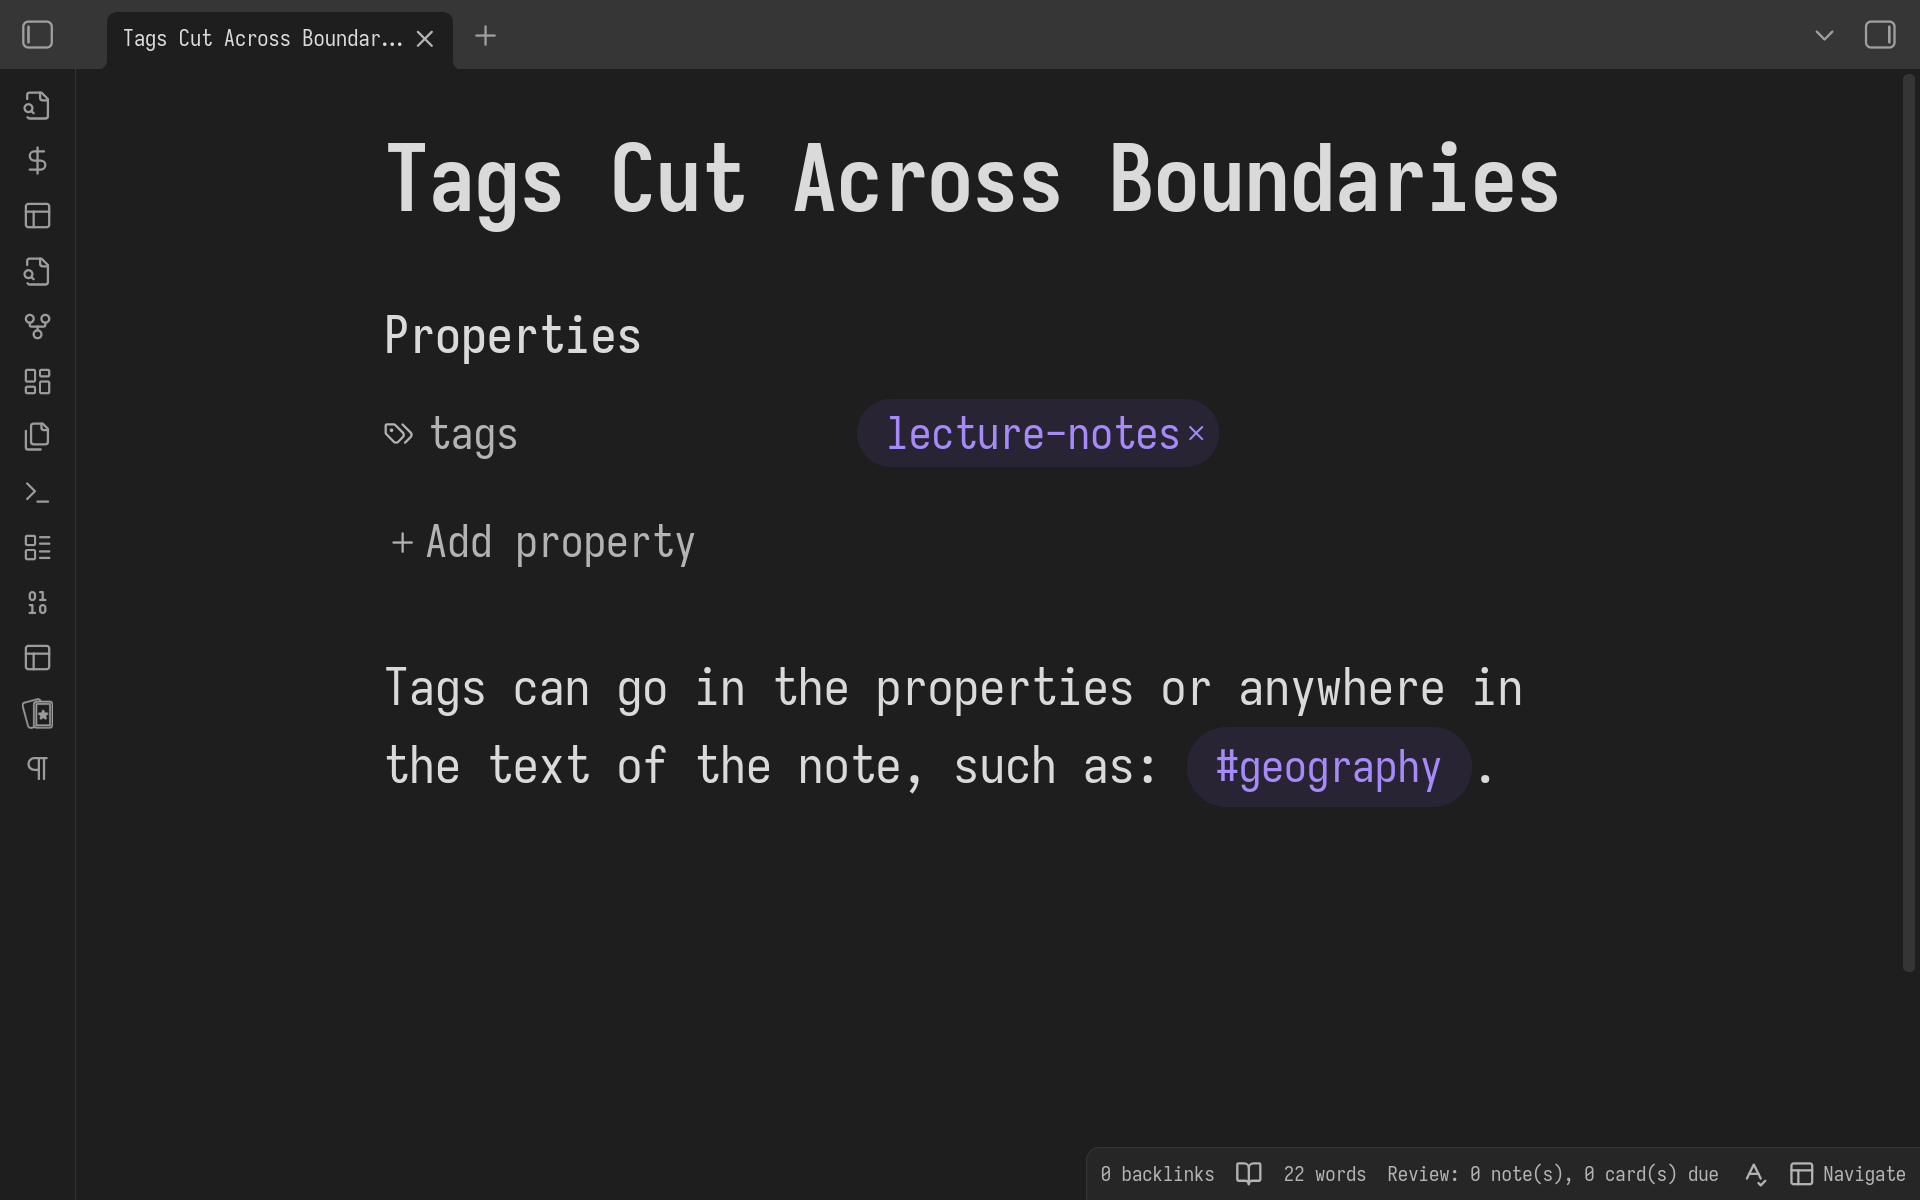 Tags Cut Across Boundar...
Tags Cut Across Boundaries
Properties
tags
lecture-notes
Add property
Tags can go in the properties or anywhere in
the text of the note, such as: #geography.
0 backlinks 22 words Review: 0 note(s), 0 card(s) due Navigate